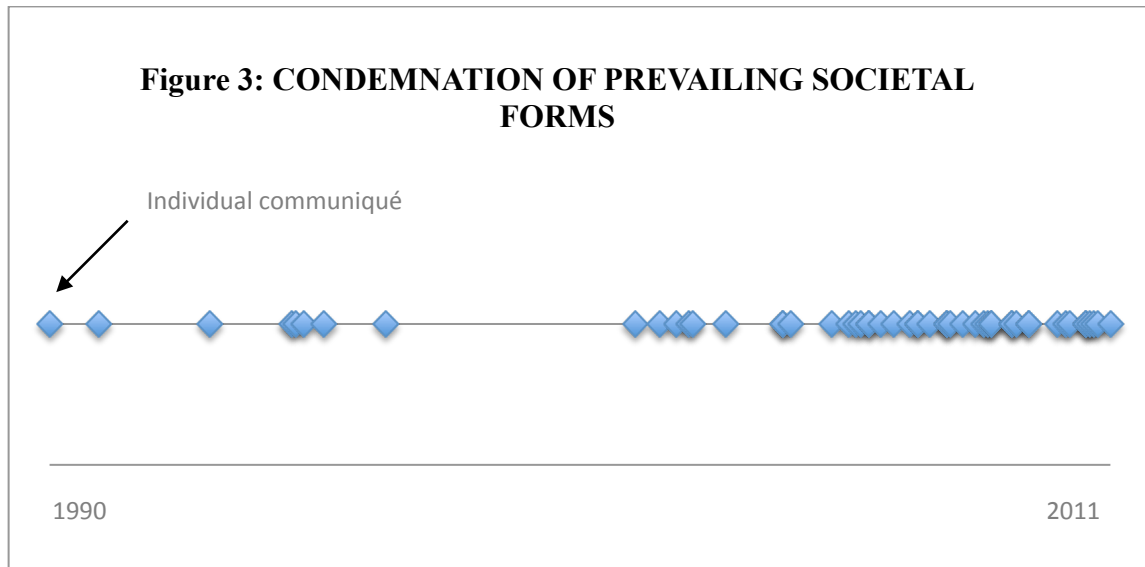 Figure 3: CONDEMNATION OF PREVAILING SOCIETAL
FORMS
Individual communiqué
1990
2011